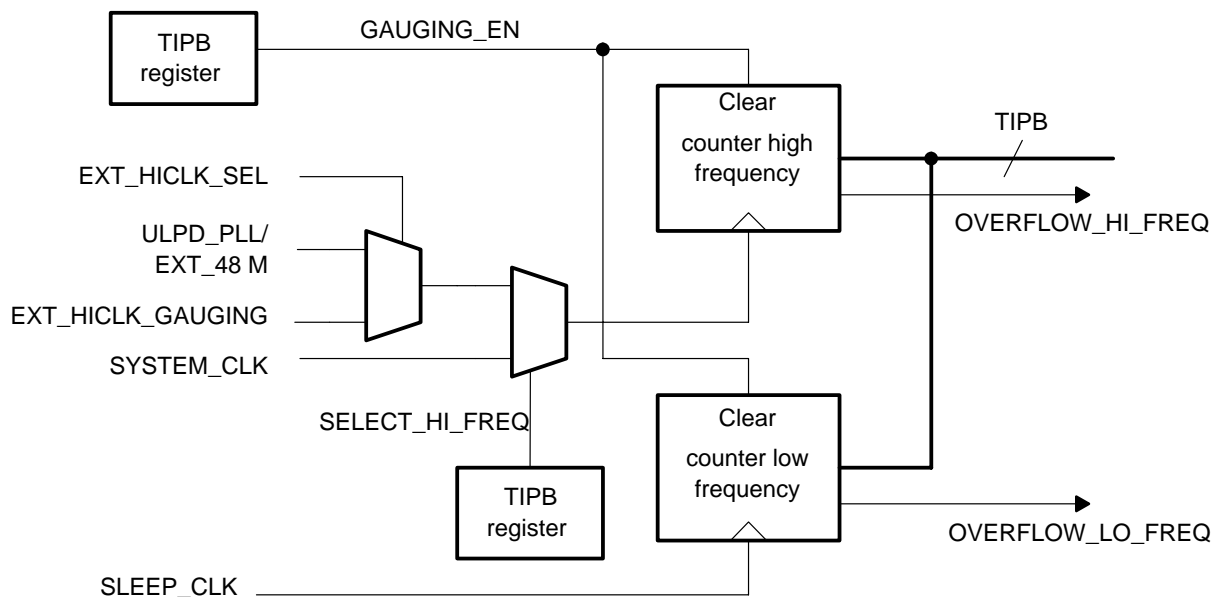 TIPB
register
GAUGING_EN
Clear
counter high
frequency
TIPB
OVERFLOW_HI_FREQ
EXT_HICLK_SEL
ULPD_PLL/
EXT_48 M
EXT_HICLK_GAUGING
SYSTEM_CLK
SELECT_HI_FREQ
TIPB
register
Clear
counter low
frequency
OVERFLOW_LO_FREQ
SLEEP_CLK